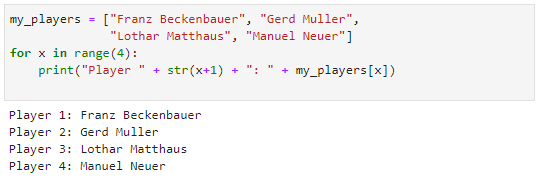 my_players = ["Franz Beckenbauer", "Gerd Muller",
"Lothar Matthaus", "Manuel Neuer"]
for x in range(4):
print("Player " + str(x+1) + ": " + my_players[x])
Player 1: Franz Beckenbauer
Player 2: Gerd Muller
Player 3: Lothar Matthaus
Player 4: Manuel Neuer